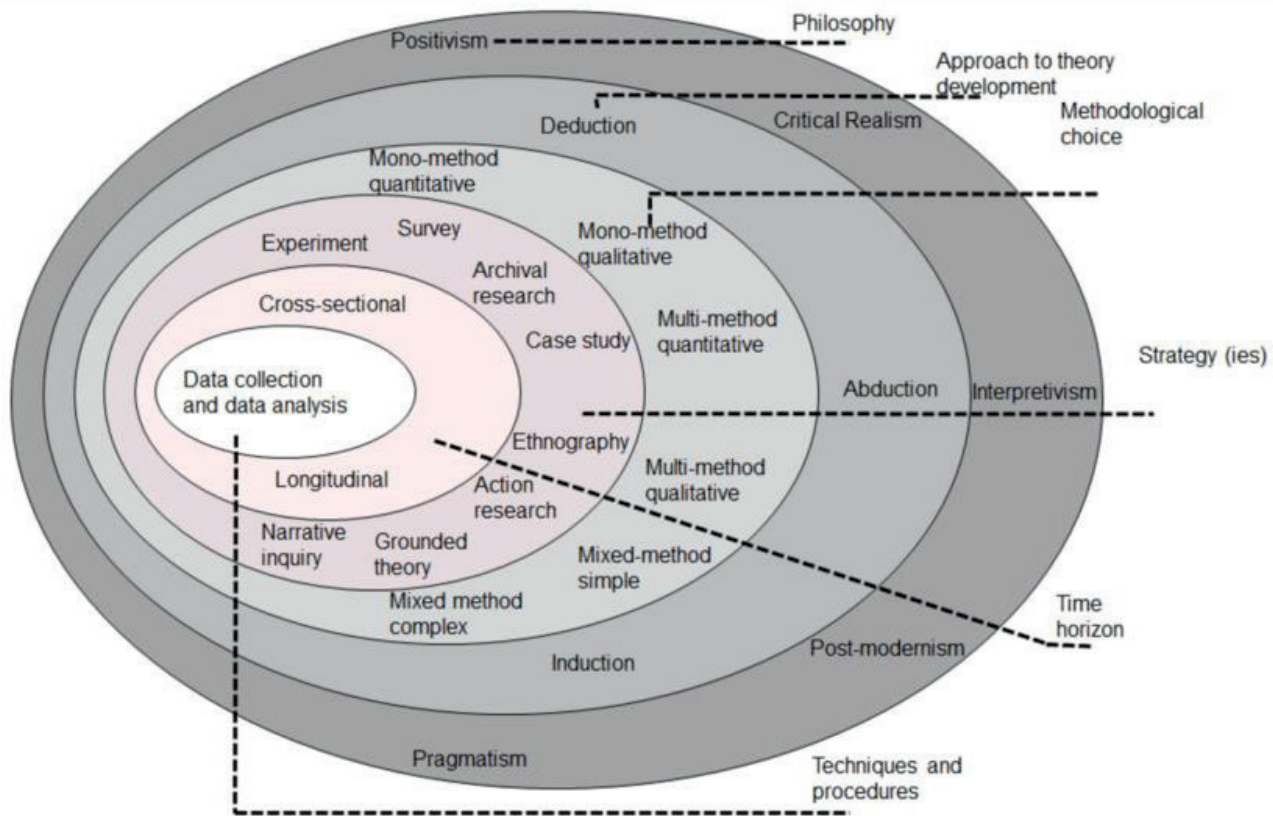 Philosophy
Positivism
Approach to theory
development
Methodological
choice
Critical Realism
Deduction
Mono-method
quantitative
Survey
Experiment
Mono-method
qualitative
Archival
research
Cross-sectional
Multi-method
quantitative
Case study
Strategy (ies)
Data collection
and data analysis
Abduction
Interpretivism
Ethnography
Multi-method
qualitative
Longitudinal
Action
research
Narrative
inquiry
Grounded
theory
Mixed-method
simple
Mixed method
complex
Time
horizon
Post-modernism
Induction
Pragmatism
Techniques and
procedures